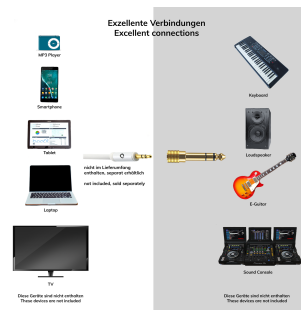 Exzellente Verbindungen
Excellent connections
MP3 Player
Smartphone
Tablet
Laptop
TV
nicht im Lieferumfang
enthalten, separat erhältlich
not included, sold separately
Keyboard
Loudspeaker
E-Guitar
Sound Console
Diese Geräte sind nicht enthalten
These devices are not included
Diese Geräte sind nicht enthalten
These devices are not included